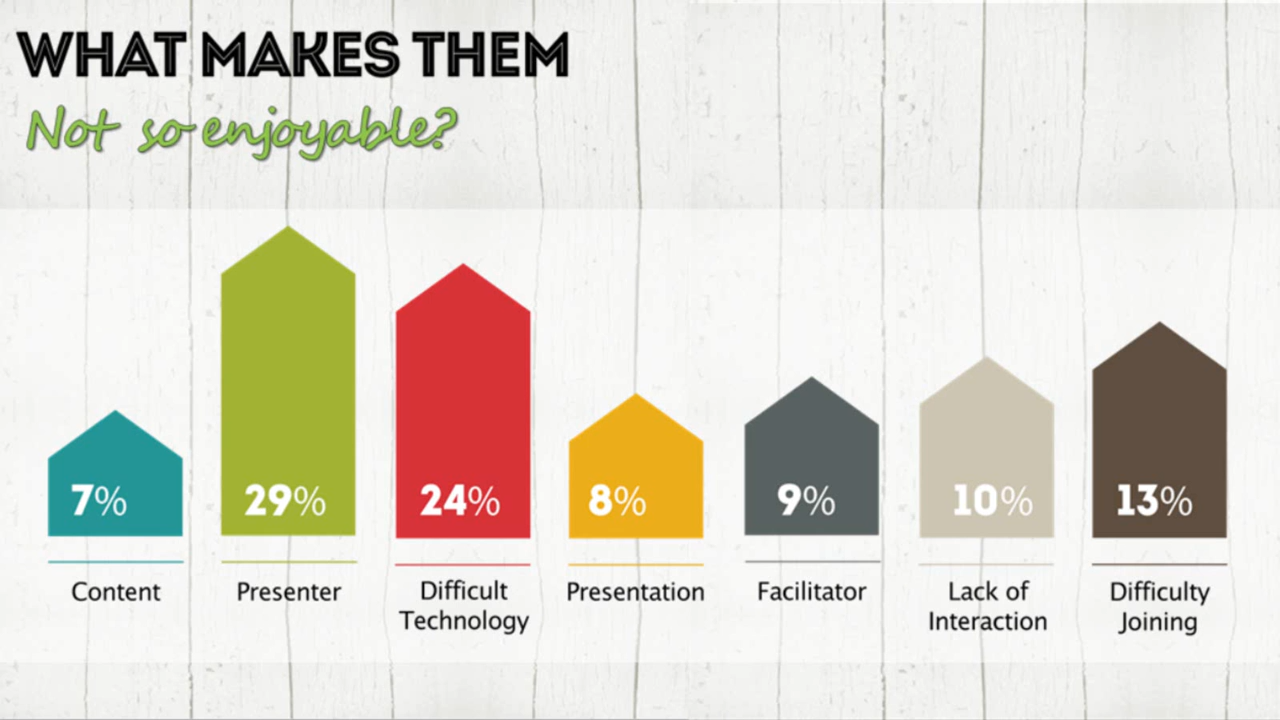 WHAT MAKES THEM
Not so enjoyable?
7%
29%
24%
8%
9%
10%
13%
Content
Presenter
Difficult
Technology
Presentation
Facilitator
Lack of
Interaction
Difficulty
Joining